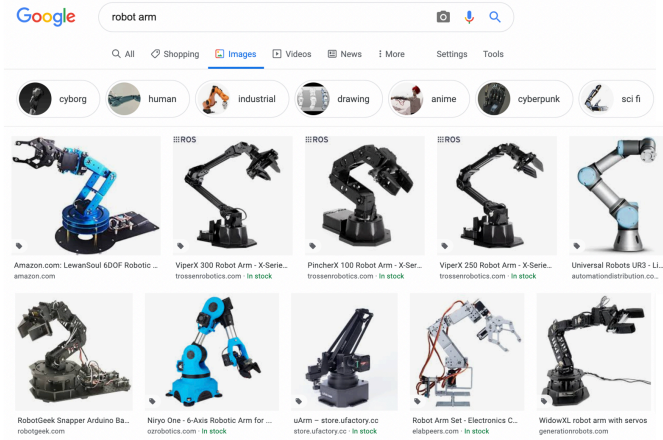 Google
robot arm
All Shopping Images Videos News More Settings Tools
cyborg human industrial drawing anime cyberpunk sci fi
ROS ROS ROS
Amazon.com: LewanSoul 6DOF Robotic ... ViperX 300 Robot Arm - X-Serie... PincherX 100 Robot Arm - X-Ser... ViperX 250 Robot Arm - X-Serie... Universal Robots UR3 - Li...
amazon.com trossenrobotics.com · In stock trossenrobotics.com · In stock trossenrobotics.com · In stock automationdistribution.co...
RobotGeek Snapper Arduino Ba... Niryo One - 6-Axis Robotic Arm for ... uArm – store.ufactory.cc Robot Arm Set - Electronics C... WidowXL robot arm with servos
robotgeek.com ozrobotics.com · In stock store.ufactory.cc · In stock elabpeers.com · In stock generationrobots.com